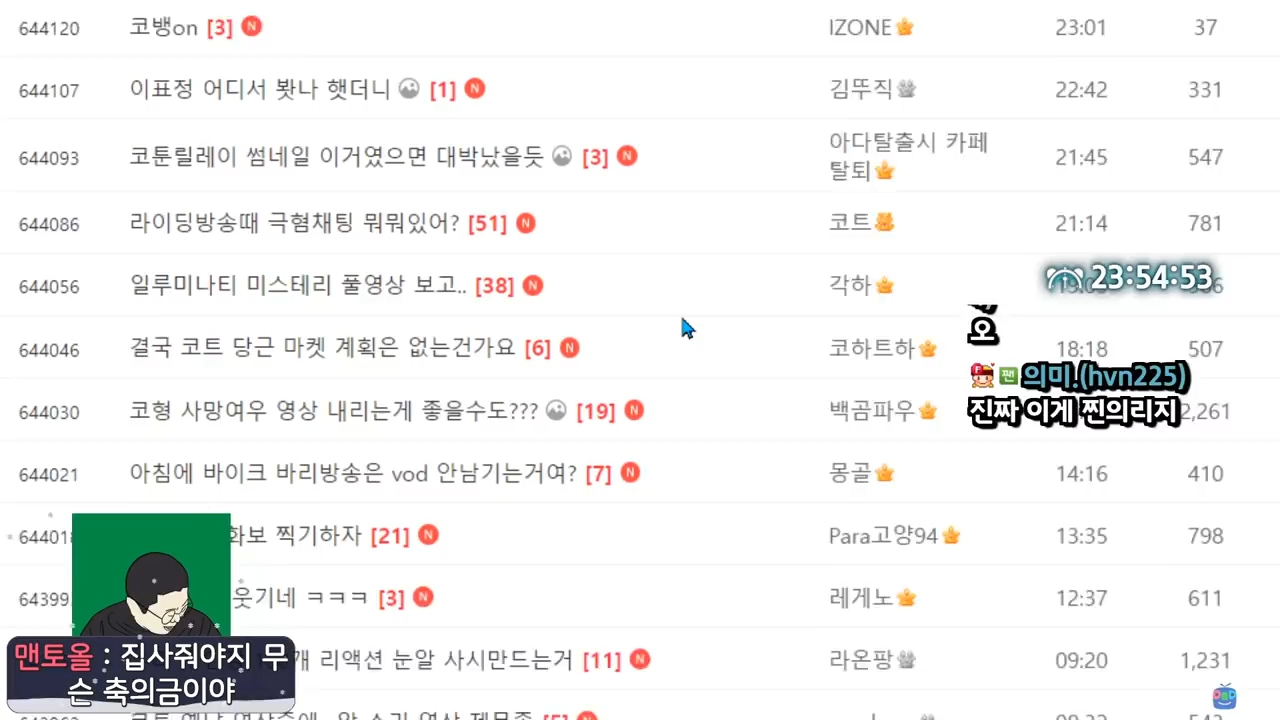 644120 코뱅on [3] N IZONE 23:01 37
644107 이표정 어디서 봣나 햇더니 [1] N 김뚜직 22:42 331
644093 코툰릴레이 썸네일 이거였으면 대박났을듯 [3] N 아다탈출시 카페 탈퇴 21:45 547
644086 라이딩방송때 극혐채팅 뭐뭐있어? [51] N 코트 21:14 781
644056 일루미나티 미스테리 풀영상 보고.. [38] N 각하
23:54:53
오
644046 결국 코트 당근 마켓 계획은 없는건가요 [6] N 코하트하 18:18 507
F 팬 의미.(hvn225)
진짜 이게 찐의리지
644030 코형 사망여우 영상 내리는게 좋을수도??? [19] N 백곰파우 2,261
644021 아침에 바이크 바리방송은 vod 안남기는거여? [7] N 몽골 14:16 410
64401 화보 찍기하자 [21] N Para고양94 13:35 798
64399 웃기네 ㅋㅋㅋ [3] N 레게노 12:37 611
리액션 눈알 사시만드는거 [11] N 라온팡 09:20 1,231
맨토올 : 집사줘야지 무
슨 축의금이야